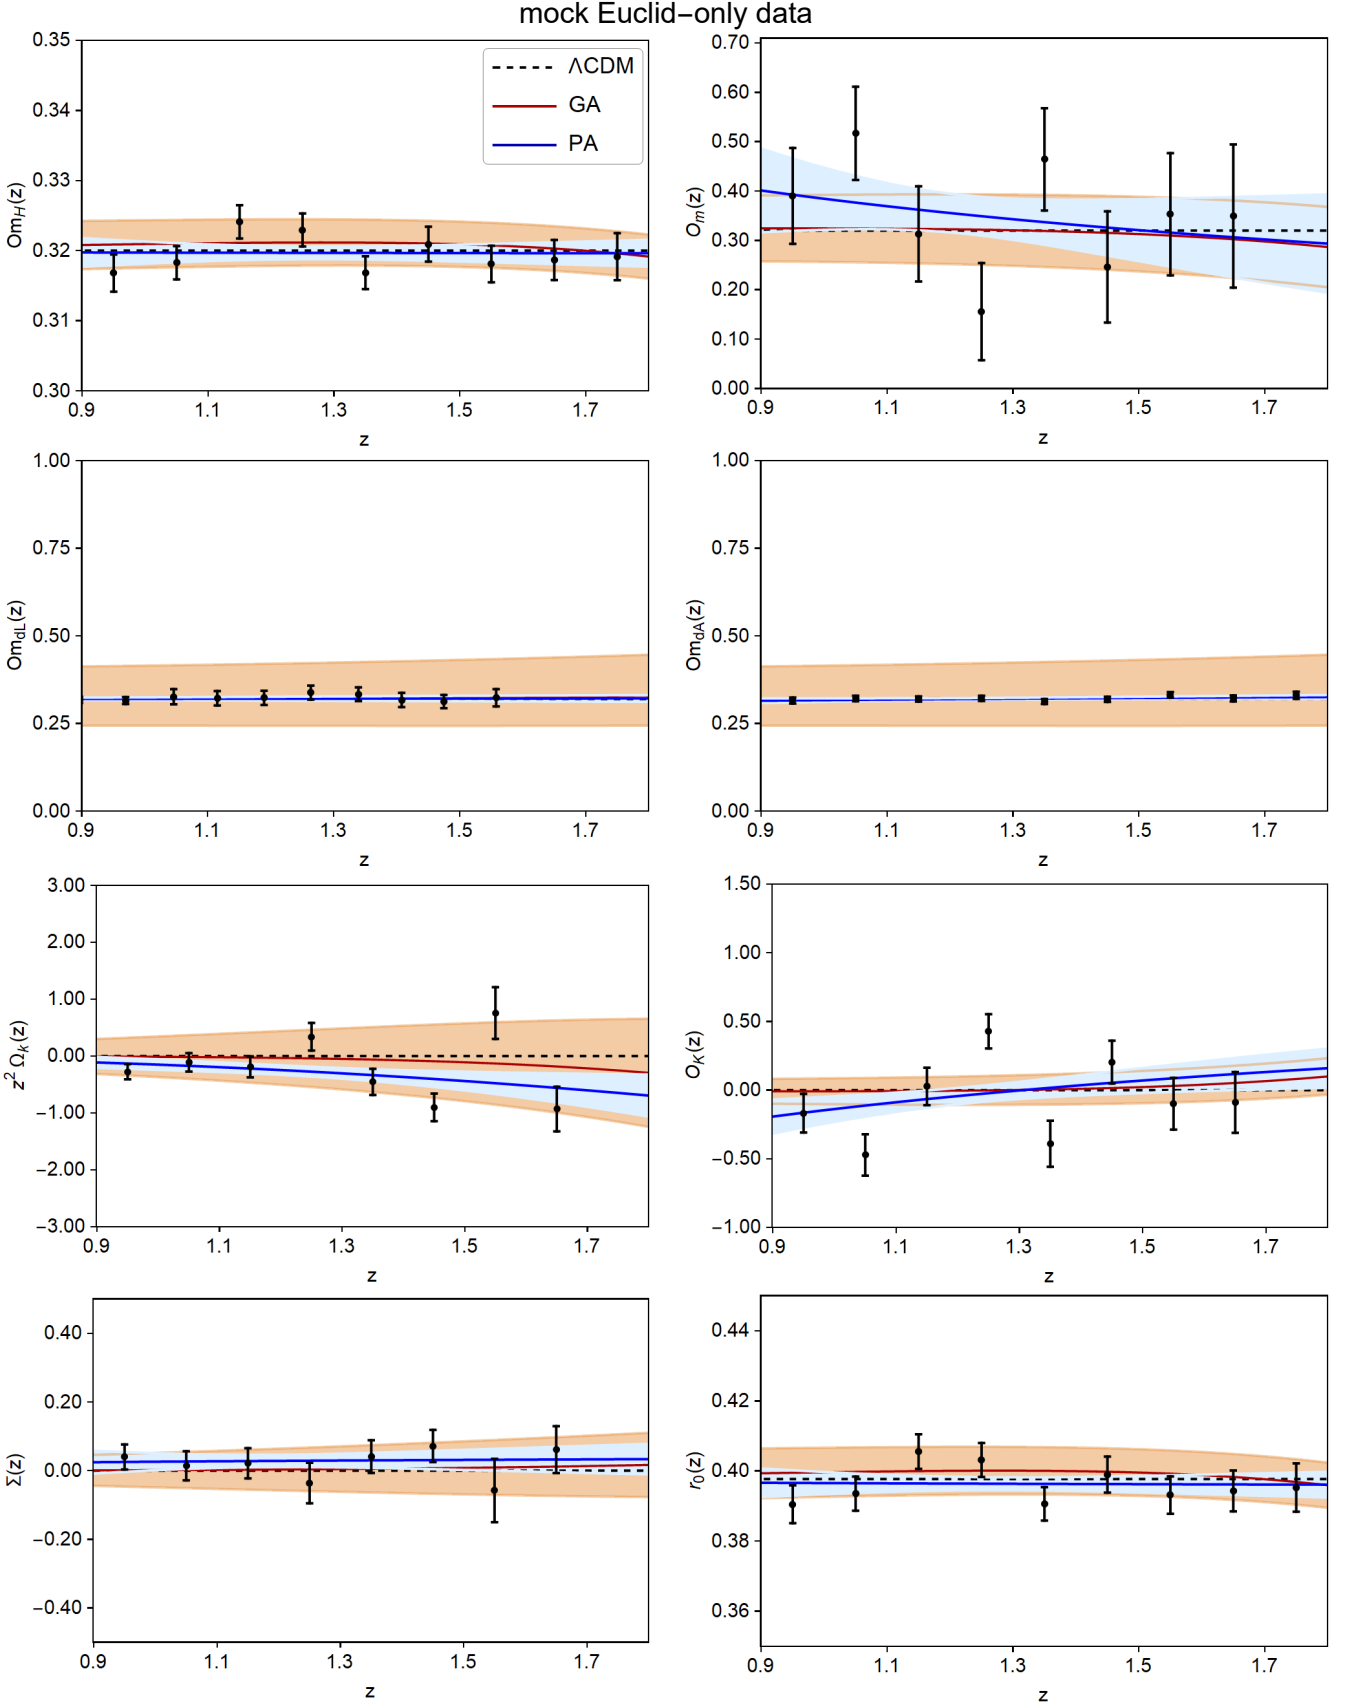 mock Euclid−only data
0.35
0.34
0.33
0.32
0.31
0.30
Om_H(z)
ΛCDM
GA
PA
0.9 1.1 1.3 1.5 1.7
z
0.70
0.60
0.50
0.40
0.30
0.20
0.10
0.00
O_m(z)
0.9 1.1 1.3 1.5 1.7
z
1.00
0.75
0.50
0.25
0.00
Om_dL(z)
0.9 1.1 1.3 1.5 1.7
z
1.00
0.75
0.50
0.25
0.00
Om_dA(z)
0.9 1.1 1.3 1.5 1.7
z
3.00
2.00
1.00
0.00
−1.00
−2.00
−3.00
z² Ω_k(z)
0.9 1.1 1.3 1.5 1.7
z
1.50
1.00
0.50
0.00
−0.50
−1.00
O_K(z)
0.9 1.1 1.3 1.5 1.7
z
0.40
0.20
0.00
−0.20
−0.40
Σ(z)
0.9 1.1 1.3 1.5 1.7
z
0.44
0.42
0.40
0.38
0.36
r_0(z)
0.9 1.1 1.3 1.5 1.7
z